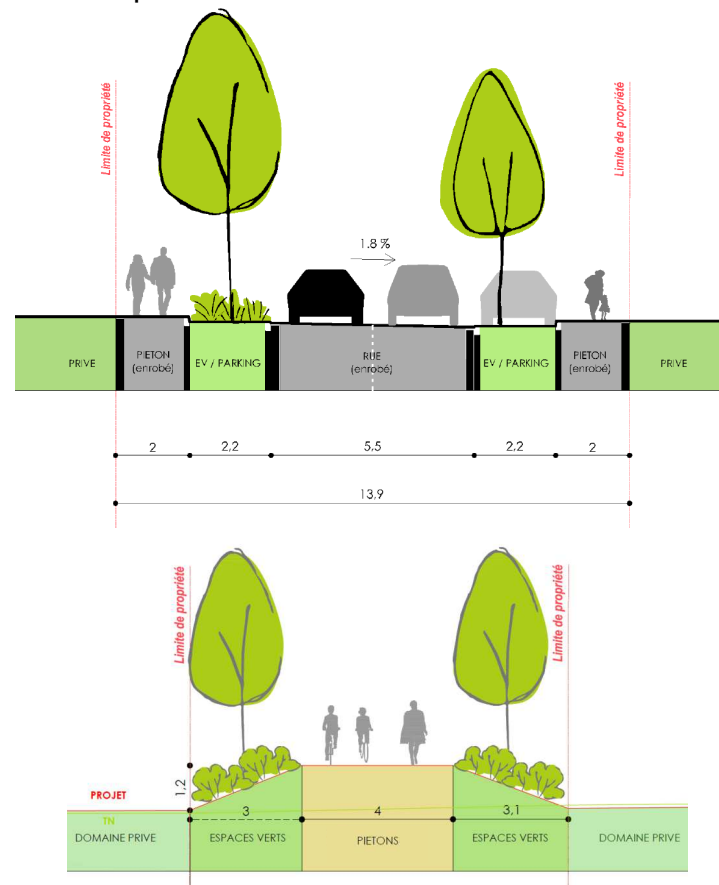 Limite de propriété
Limite de propriété
1.8 %
PRIVE
PIETON
(enrobé)
EV / PARKING
RUE
(enrobé)
EV / PARKING
PIETON
(enrobé)
PRIVE
2
2,2
5,5
2,2
2
13,9
Limite de propriété
Limite de propriété
1,2
PROJET
TN
3
4
3,1
DOMAINE PRIVE
ESPACES VERTS
PIETONS
ESPACES VERTS
DOMAINE PRIVE